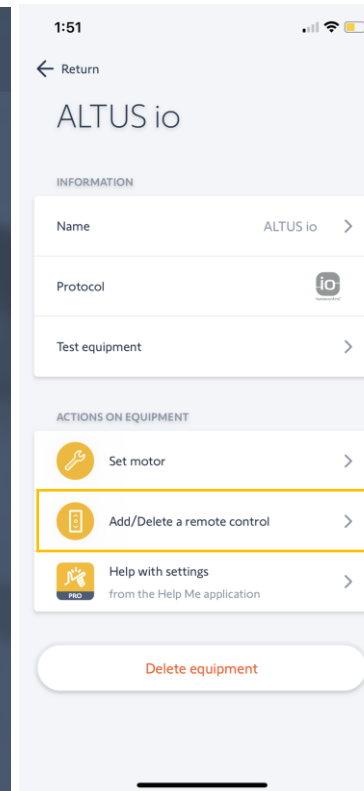 1:51
Return
ALTUS io
INFORMATION
Name ALTUS io
Protocol io
Test equipment
ACTIONS ON EQUIPMENT
Set motor
Add/Delete a remote control
Help with settings
PRO from the Help Me application
Delete equipment